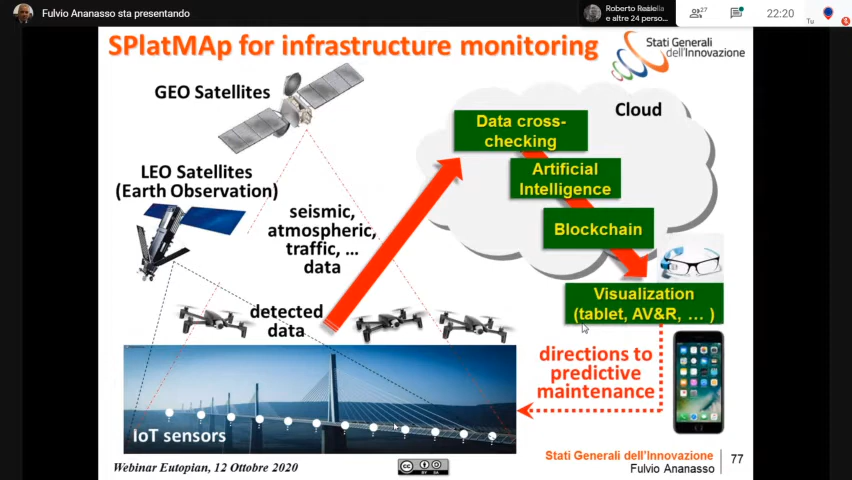 Fulvio Ananasso sta presentando
e altre 24 perso...
27
22:20
Tu
SPlatMAp for infrastructure monitoring
Stati Generali
dell'Innovazione
GEO Satellites
Cloud
Data cross-
checking
LEO Satellites
(Earth Observation)
Artificial
Intelligence
seismic,
atmospheric,
traffic, ...
data
Blockchain
detected
data
Visualization
(tablet, AV&R, ... )
directions to
predictive
maintenance
IoT sensors
Webinar Eutopian, 12 Ottobre 2020
cc
BY
Stati Generali dell'Innovazione
Fulvio Ananasso
77